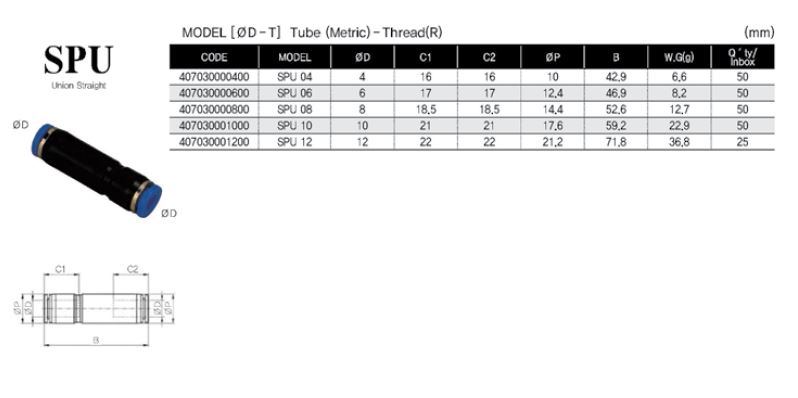 MODEL [ØD-T] Tube (Metric)-Thread(R) (mm)
SPU
Union Straight
CODE MODEL ØD C1 C2 ØP B W.G(g) Q'ty/Inbox
407030000400 SPU 04 4 16 16 10 42.9 6.6 50
407030000600 SPU 06 6 17 17 12.4 46.9 8.2 50
407030000800 SPU 08 8 18.5 18.5 14.4 52.6 12.7 50
407030001000 SPU 10 10 21 21 17.6 59.2 22.9 50
407030001200 SPU 12 12 22 22 21.2 71.8 36.8 25
ØD
ØD
C1 C2
ØP ØD ØD ØP
B